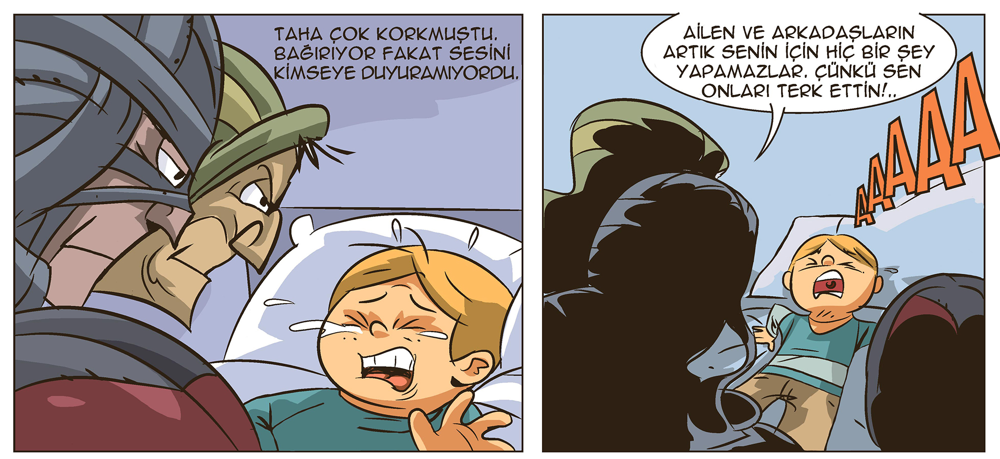 TAHA ÇOK KORKMUŞTU.
BAĞIRIYOR FAKAT SESİNİ
KİMSEYE DUYURAMIYORDU.
AİLEN VE ARKADAŞLARIN
ARTIK SENİN İÇİN HİÇ BİR ŞEY
YAPAMAZLAR. ÇÜNKÜ SEN
ONLARI TERK ETTİN!..
AAAAAA